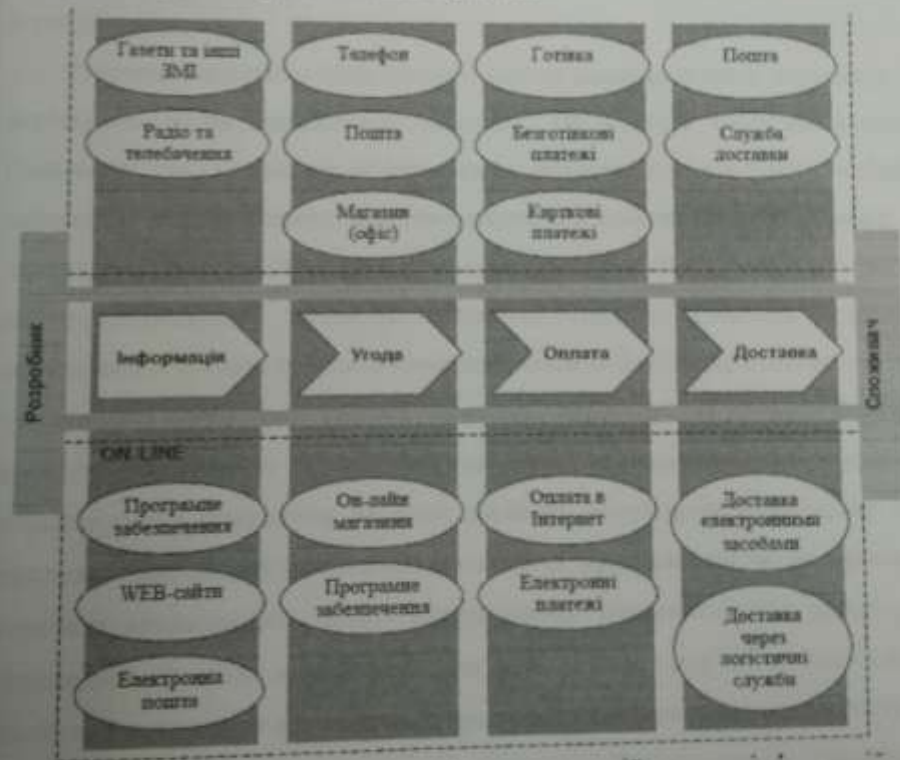 Газети та інші
ЗМІ
Телефон
Готівка
Пошта
Радіо та
телебачення
Пошта
Безготівкові
платежі
Служба
доставки
Магазин
(офіс)
Карткові
платежі
Розробник
Інформація
Угода
Оплата
Доставка
Споживач
ON-LINE
Програмне
забезпечення
Он-лайн
магазини
Оплата в
Інтернет
Доставка
електронними
засобами
WEB-сайти
Програмне
забезпечення
Електронні
платежі
Доставка
через
логістичні
служби
Електронна
пошта